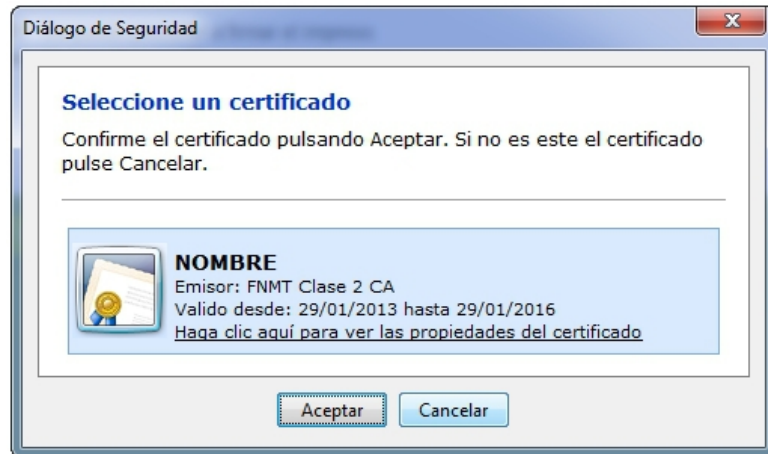 Diálogo de Seguridad
Seleccione un certificado
Confirme el certificado pulsando Aceptar. Si no es este el certificado
pulse Cancelar.
NOMBRE
Emisor: FNMT Clase 2 CA
Valido desde: 29/01/2013 hasta 29/01/2016
Haga clic aquí para ver las propiedades del certificado
Aceptar
Cancelar